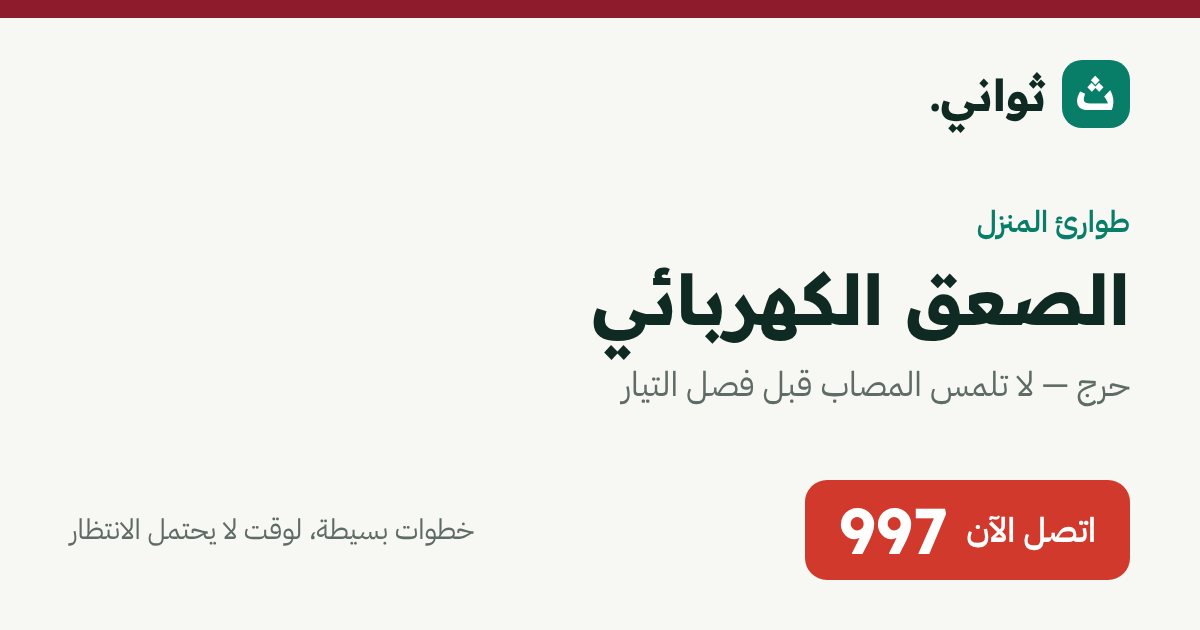 ث ثواني.
طوارئ المنزل
الصعق الكهربائي
حرج — لا تلمس المصاب قبل فصل التيار
اتصل الآن 997
خطوات بسيطة، لوقت لا يحتمل الانتظار